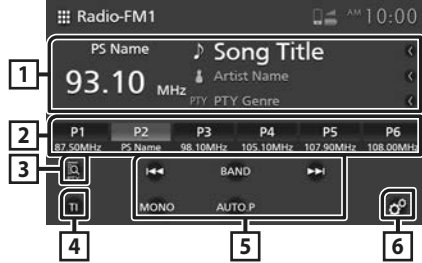 Radio-FM1 AM 10:00
PS Name
Song Title
93.10 MHz
Artist Name
PTY PTY Genre
1
2
P1 P2 P3 P4 P5 P6
87.50MHz PS Name 98.10MHz 105.10MHz 107.90MHz 108.00MHz
3
PTY
BAND
TI MONO AUTO.P
4 5 6